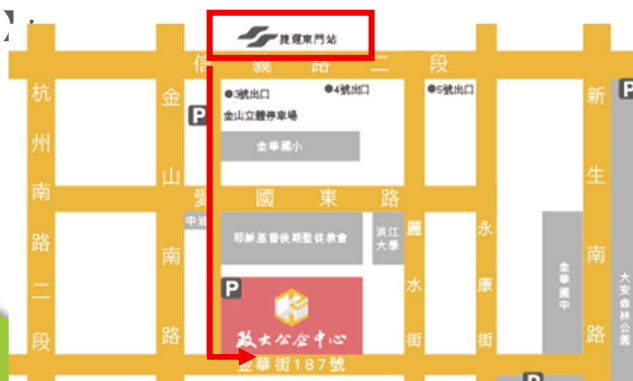 】
捷運東門站
信義路二段
●3號出口
●4號出口
●5號出口
P
P
金山立體停車場
金華國小
杭州南路二段
金山南路
新生南路
愛國東路
中油
耶穌基督後期聖徒教會
淡江
大學
麗水街
永康街
金華國中
大安森林公園
P
政大公企中心
金華街187號
P